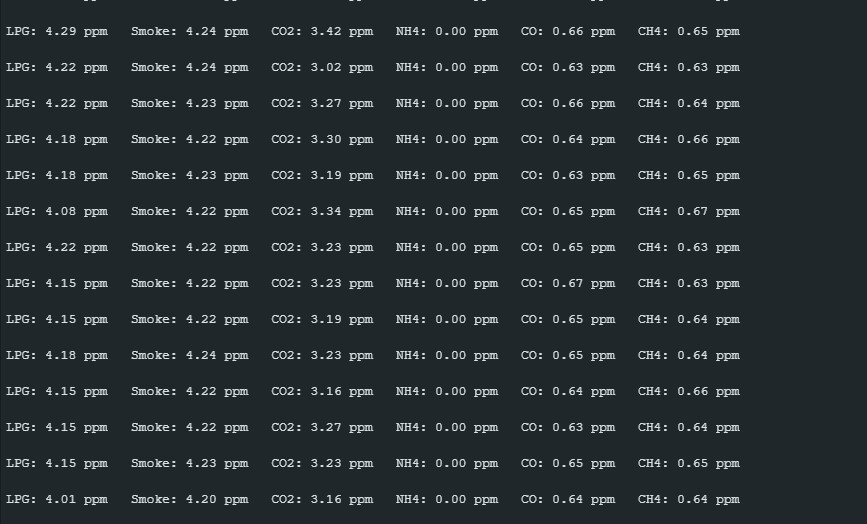 LPG: 4.29 ppm   Smoke: 4.24 ppm   CO2: 3.42 ppm   NH4: 0.00 ppm   CO: 0.66 ppm   CH4: 0.65 ppm
LPG: 4.22 ppm   Smoke: 4.24 ppm   CO2: 3.02 ppm   NH4: 0.00 ppm   CO: 0.63 ppm   CH4: 0.63 ppm
LPG: 4.22 ppm   Smoke: 4.23 ppm   CO2: 3.27 ppm   NH4: 0.00 ppm   CO: 0.66 ppm   CH4: 0.64 ppm
LPG: 4.18 ppm   Smoke: 4.22 ppm   CO2: 3.30 ppm   NH4: 0.00 ppm   CO: 0.64 ppm   CH4: 0.66 ppm
LPG: 4.18 ppm   Smoke: 4.23 ppm   CO2: 3.19 ppm   NH4: 0.00 ppm   CO: 0.63 ppm   CH4: 0.65 ppm
LPG: 4.08 ppm   Smoke: 4.22 ppm   CO2: 3.34 ppm   NH4: 0.00 ppm   CO: 0.65 ppm   CH4: 0.67 ppm
LPG: 4.22 ppm   Smoke: 4.22 ppm   CO2: 3.23 ppm   NH4: 0.00 ppm   CO: 0.65 ppm   CH4: 0.63 ppm
LPG: 4.15 ppm   Smoke: 4.22 ppm   CO2: 3.23 ppm   NH4: 0.00 ppm   CO: 0.67 ppm   CH4: 0.63 ppm
LPG: 4.15 ppm   Smoke: 4.22 ppm   CO2: 3.19 ppm   NH4: 0.00 ppm   CO: 0.65 ppm   CH4: 0.64 ppm
LPG: 4.18 ppm   Smoke: 4.24 ppm   CO2: 3.23 ppm   NH4: 0.00 ppm   CO: 0.65 ppm   CH4: 0.64 ppm
LPG: 4.15 ppm   Smoke: 4.22 ppm   CO2: 3.16 ppm   NH4: 0.00 ppm   CO: 0.64 ppm   CH4: 0.66 ppm
LPG: 4.15 ppm   Smoke: 4.22 ppm   CO2: 3.27 ppm   NH4: 0.00 ppm   CO: 0.63 ppm   CH4: 0.64 ppm
LPG: 4.15 ppm   Smoke: 4.23 ppm   CO2: 3.23 ppm   NH4: 0.00 ppm   CO: 0.65 ppm   CH4: 0.65 ppm
LPG: 4.01 ppm   Smoke: 4.20 ppm   CO2: 3.16 ppm   NH4: 0.00 ppm   CO: 0.64 ppm   CH4: 0.64 ppm